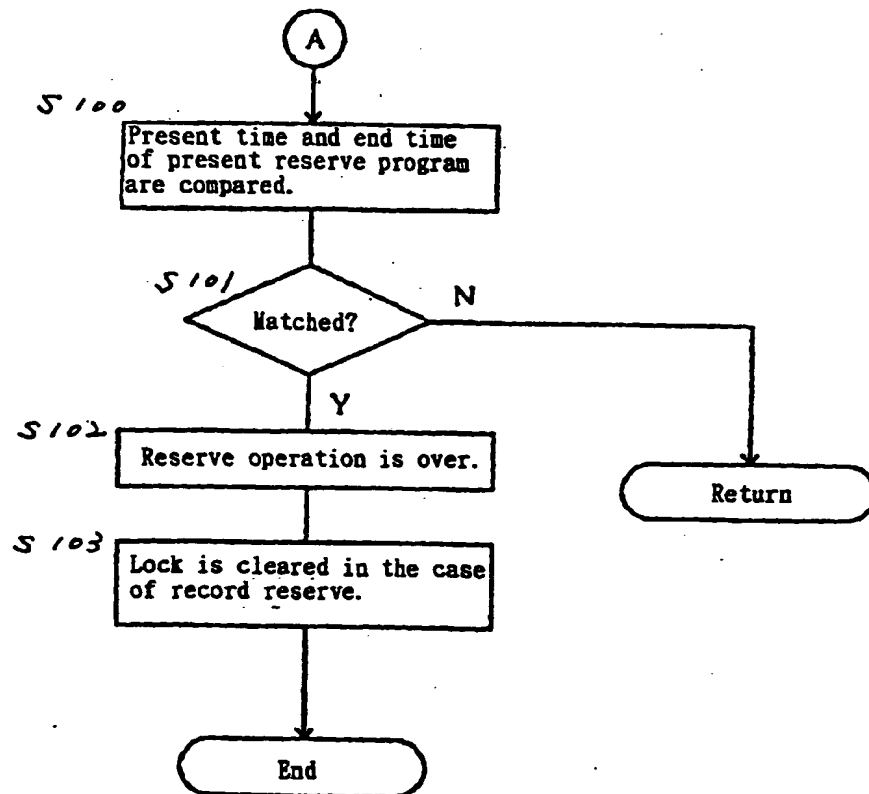 A
S100
Present time and end time
of present reserve program
are compared.
S101
Matched?
N
Y
S102
Reserve operation is over.
Return
S103
Lock is cleared in the case
of record reserve.
End